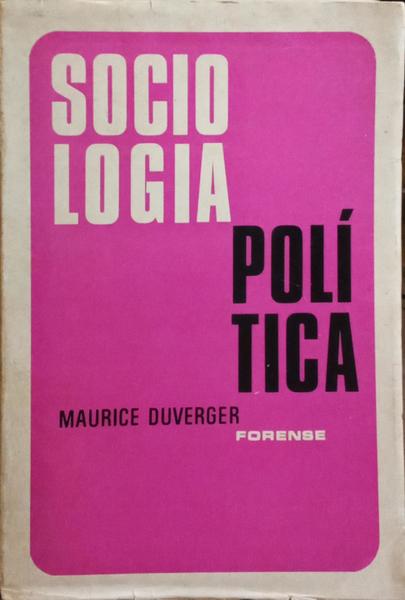 SOCIO
LOGIA
POLÍ
TICA
MAURICE DUVERGER
FORENSE